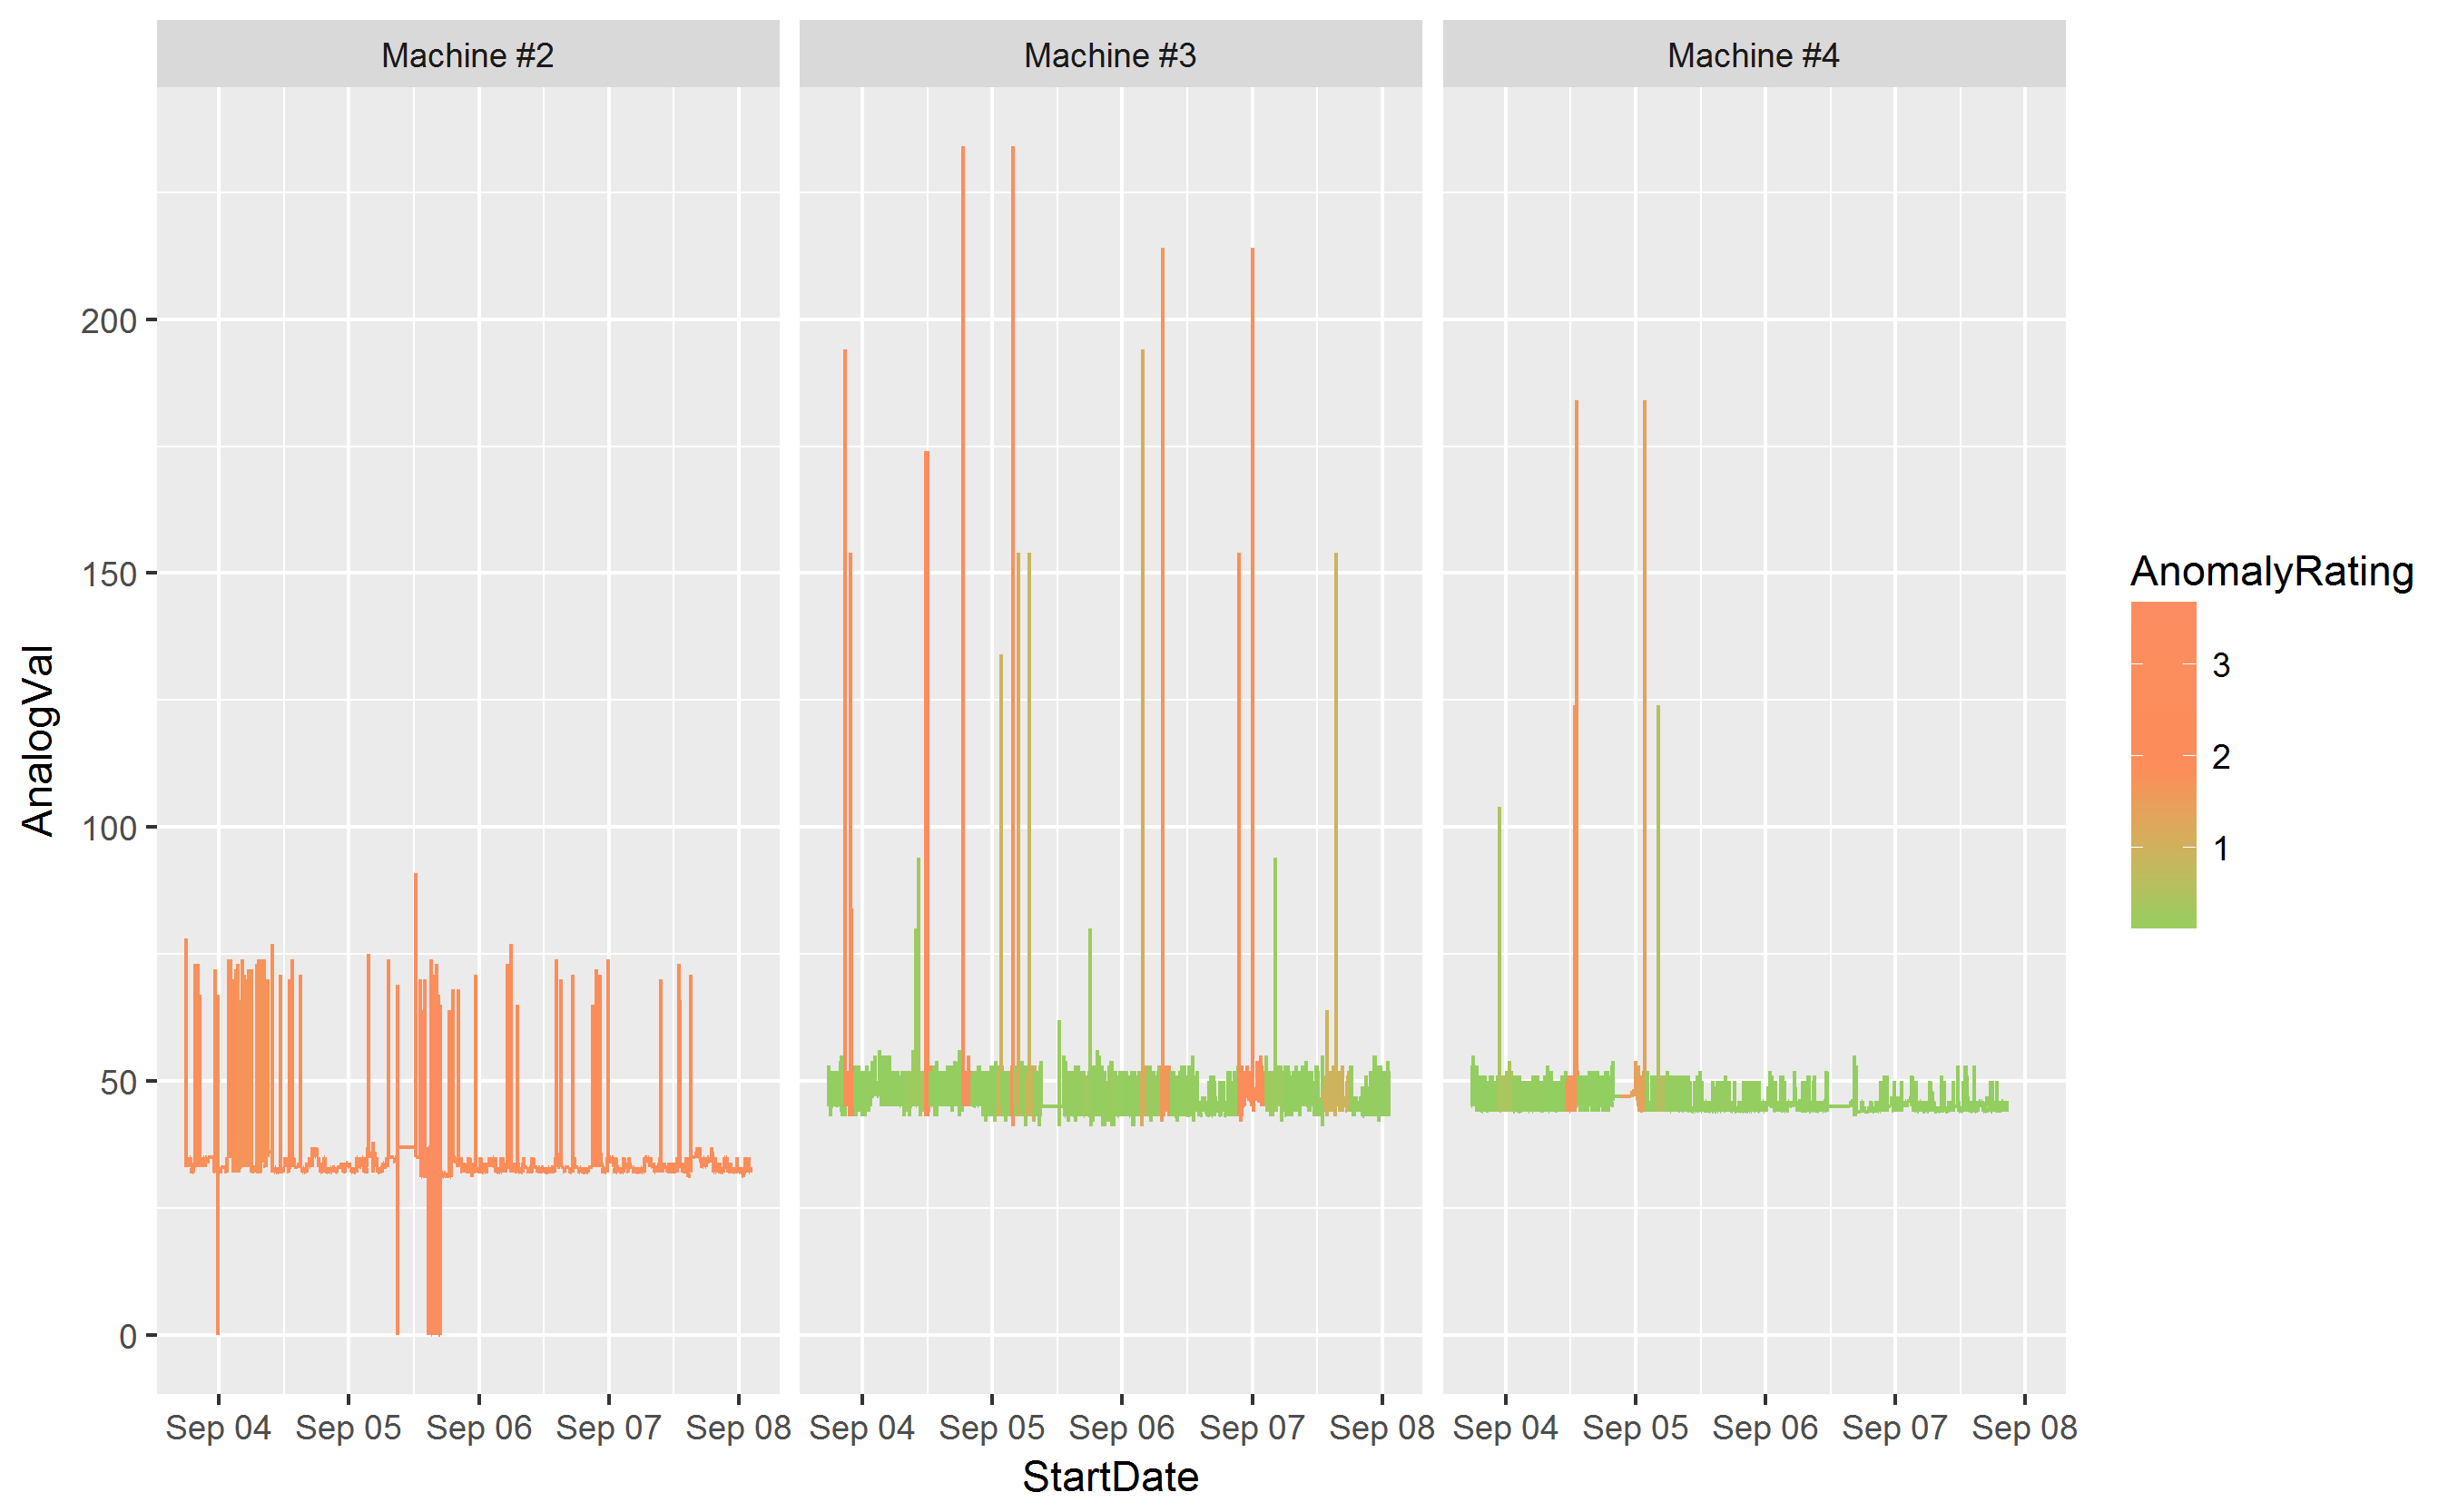 Machine #2
Machine #3
Machine #4
AnalogVal
200
150
100
50
0
Sep 04 Sep 05 Sep 06 Sep 07 Sep 08
Sep 04 Sep 05 Sep 06 Sep 07 Sep 08
Sep 04 Sep 05 Sep 06 Sep 07 Sep 08
StartDate
AnomalyRating
3
2
1